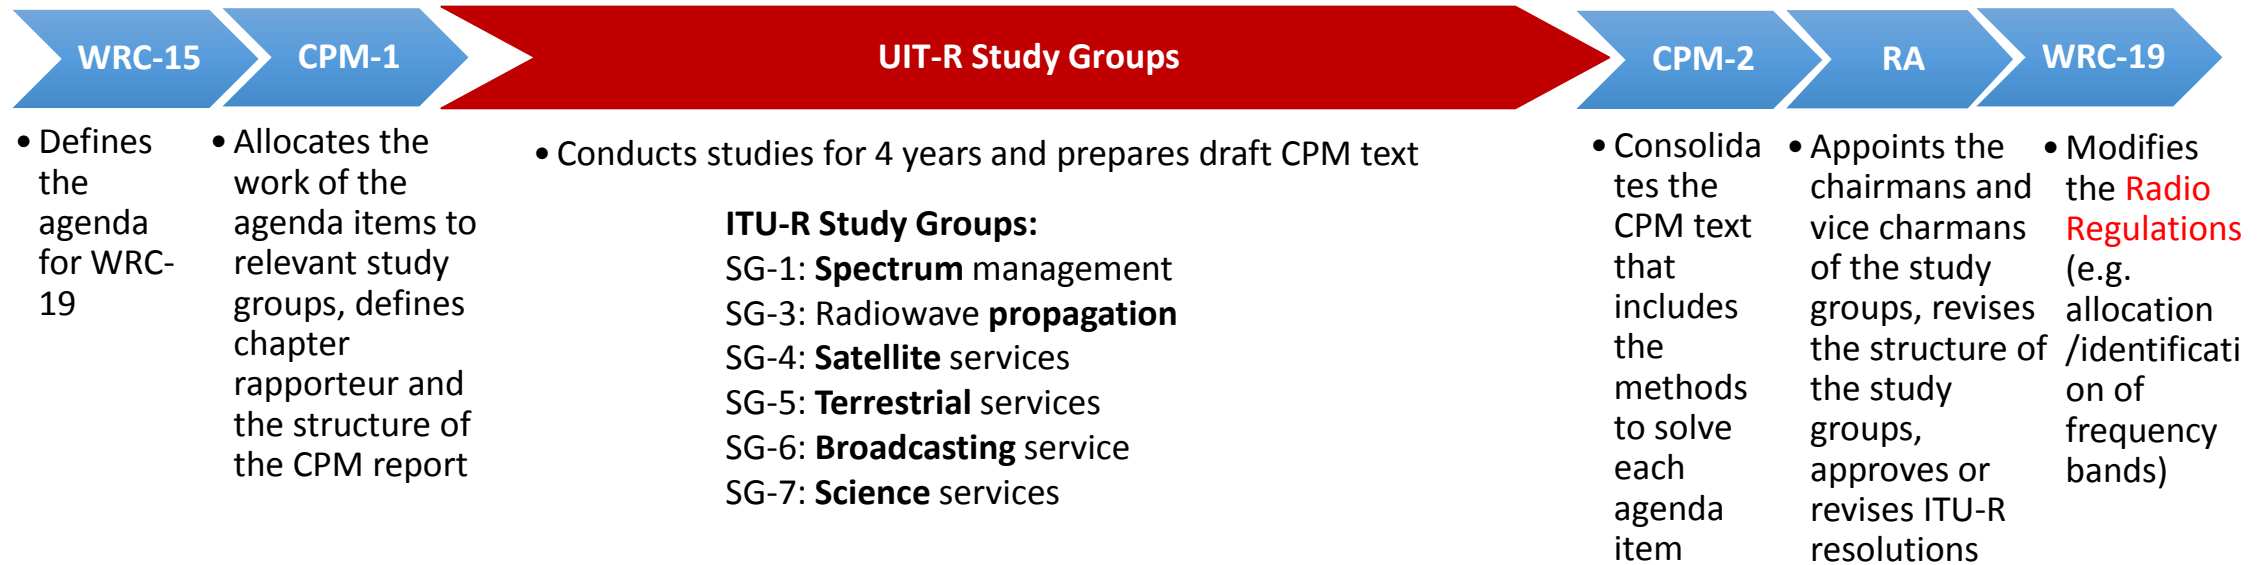 WRC-15
CPM-1
UIT-R Study Groups
CPM-2
RA
WRC-19
• Defines
the
agenda
for WRC-
19
• Allocates the
work of the
agenda items to
relevant study
groups, defines
chapter
rapporteur and
the structure of
the CPM report
• Conducts studies for 4 years and prepares draft CPM text
ITU-R Study Groups:
SG-1: Spectrum management
SG-3: Radiowave propagation
SG-4: Satellite services
SG-5: Terrestrial services
SG-6: Broadcasting service
SG-7: Science services
• Consolida
tes the
CPM text
that
includes
the
methods
to solve
each
agenda
item
• Appoints the
chairmans and
vice charmans
of the study
groups, revises
the structure of
the study
groups,
approves or
revises ITU-R
resolutions
• Modifies
the Radio
Regulations
(e.g.
allocation
/identificati
on of
frequency
bands)